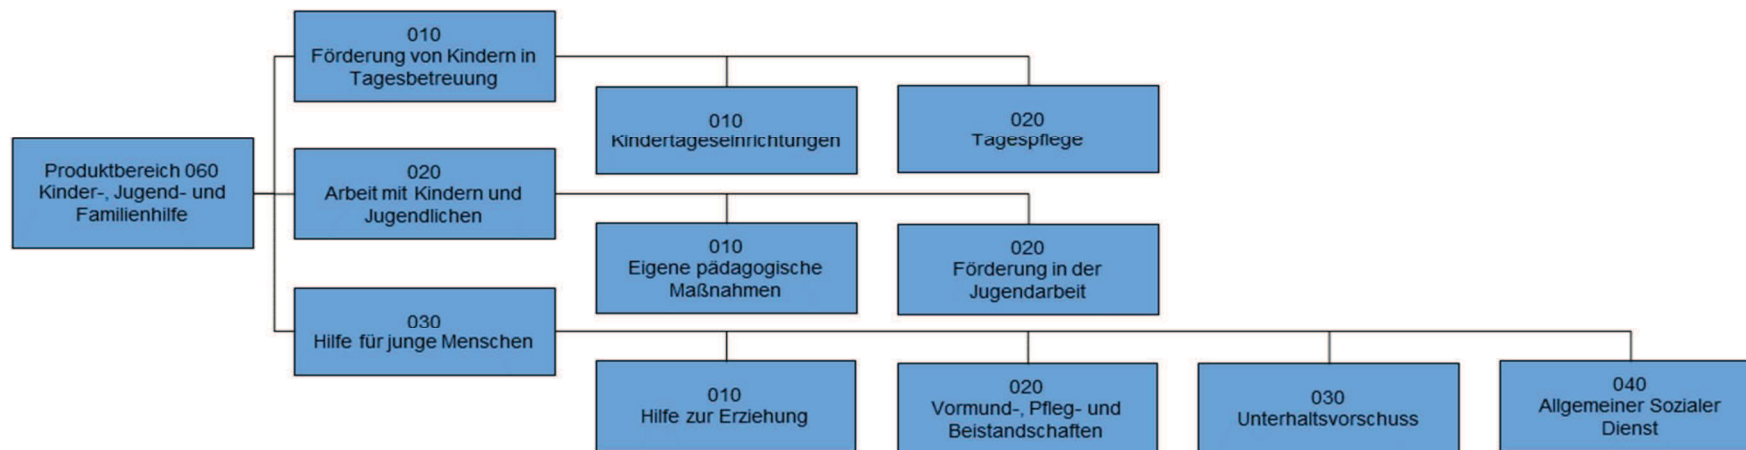 Produktbereich 060
Kinder-, Jugend- und
Familienhilfe
010
Förderung von Kindern in
Tagesbetreuung
010
Kindertageseinrichtungen
020
Tagespflege
020
Arbeit mit Kindern und
Jugendlichen
010
Eigene pädagogische
Maßnahmen
020
Förderung in der
Jugendarbeit
030
Hilfe für junge Menschen
010
Hilfe zur Erziehung
020
Vormund-, Pfleg- und
Beistandschaften
030
Unterhaltsvorschuss
040
Allgemeiner Sozialer
Dienst